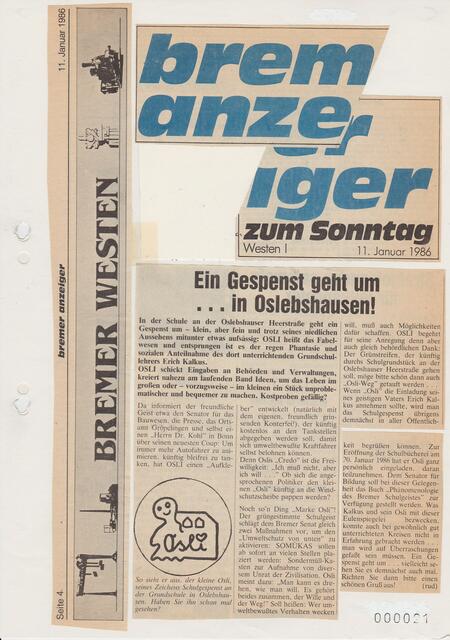 11. Januar 1986
bremer anzeiger
Seite 4
BREMER WESTEN
brem
anze
er
iger
zum Sonntag
Westen I 11. Januar 1986
Ein Gespenst geht um
... in Oslebshausen!
In der Schule an der Oslebshauser Heerstraße geht ein
Gespenst um – klein, aber fein und trotz seines niedlichen
Aussehens mitunter etwas aufsässig: OSLI heißt das Fabel-
wesen und entsprungen ist es der regen Phantasie und
sozialen Anteilnahme des dort unterrichtenden Grundschul-
lehrers Erich Kalkus.
OSLI schickt Eingaben an Behörden und Verwaltungen,
kreiert nahezu am laufenden Band Ideen, um das Leben im
großen oder – vorzugsweise – im kleinen ein Stück unproble-
matischer und bequemer zu machen. Kostproben gefällig?
Da informiert der freundliche
Geist etwa den Senator für das
Bauwesen, die Presse, das Orts-
amt Gröpelingen und selbst ei-
nen „Herrn Dr. Kohl" in Bonn
über seinen neuesten Coup: Um
immer mehr Autofahrer zu ani-
mieren, künftig bleifrei zu tan-
ken, hat OSLI einen „Aufkle-
Osli
So sieht er aus, der kleine Osli,
seines Zeichens Schulgespenst an
der Grundschule in Oslebshau-
sen. Haben Sie ihn schon mal
gesehen?
ber" entwickelt (natürlich mit
dem eigenen, freundlich grin-
senden Konterfei), der künftig
kostenlos an den Tankstellen
abgegeben werden soll, damit
sich umweltbewußte Kraftfahrer
selbst belohnen können.
Denn Oslis „Credo" ist die Frei-
willigkeit: „Ich muß nicht, aber
ich will . . ." Ob sich die ange-
sprochenen Politiker den klei-
nen „Osli" künftig an die Wind-
schutzscheibe pappen werden?
Noch so'n Ding „Marke Osli"!
Der grüngestimmte Schulgeist
schlägt dem Bremer Senat gleich
zwei Maßnahmen vor, um den
„Umweltschutz von unten" zu
aktivieren: SOMÜKAS sollen
ab sofort an vielen Stellen pla-
ziert werden: Sondermüll-Ka-
sten zur Aufnahme von diver-
sem Unrat der Zivilisation. Osli
meint dazu: „Man kann es dre-
hen, wie man will. Es gehört
beides zusammen, der Wille und
der Weg!" Soll heißen: Wer um-
weltbewußtes Verhalten wecken
will, muß auch Möglichkeiten
dafür schaffen. OSLI begehrt
für seine Anregung denn aber
auch gleich behördlichen Dank:
Der Grünstreifen, der künftig
durchs Schulgrundstück an der
Oslebshauser Heerstraße gehen
soll, möge bitte schön dann auch
„Osli-Weg" getauft werden . . .
Wenn „Osli" die Einladung sei-
nes geistigen Vaters Erich Kal-
kus annehmen sollte, wird man
das Schulgespenst übrigens
demnächst in aller Öffentlich-
keit begrüßen können. Zur
Eröffnung der Schulbücherei am
20. Januar 1986 hat er Osli ganz
persönlich eingeladen, daran
teilzunehmen. Dem Senator für
Bildung soll bei dieser Gelegen-
heit das Buch „Phänomenologie
des Bremer Schulgeistes" zur
Verfügung gestellt werden. Was
Kalkus und sein Osli mit dieser
Eulenspiegelei bezwecken,
konnte auch bei gewöhnlich gut
unterrichteten Kreisen nicht in
Erfahrung gebracht werden . . .
man wird auf Überraschungen
gefaßt sein müssen. Ein Ge-
spenst geht um . . . vielleicht se-
hen Sie es demnächst auch mal.
Richten Sie dann bitte einen
schönen Gruß aus! (rud)
000021